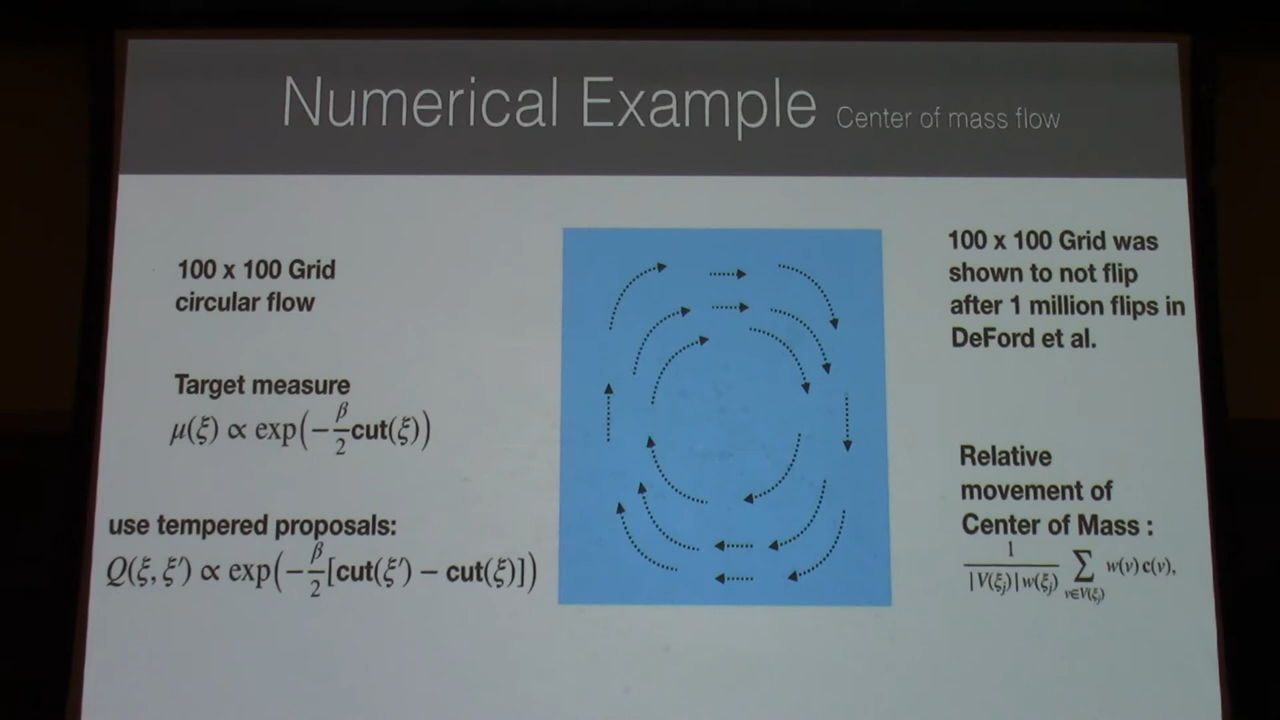 Numerical Example Center of mass flow
100 x 100 Grid
circular flow
Target measure
μ(ξ) ∝ exp(−β/2 cut(ξ))
use tempered proposals:
Q(ξ, ξ′) ∝ exp(−β/2 [cut(ξ′) − cut(ξ)])
100 x 100 Grid was
shown to not flip
after 1 million flips in
DeFord et al.
Relative
movement of
Center of Mass :
1/(|V(ξj)| w(ξj)) ∑v∈V(ξj) w(v) c(v),